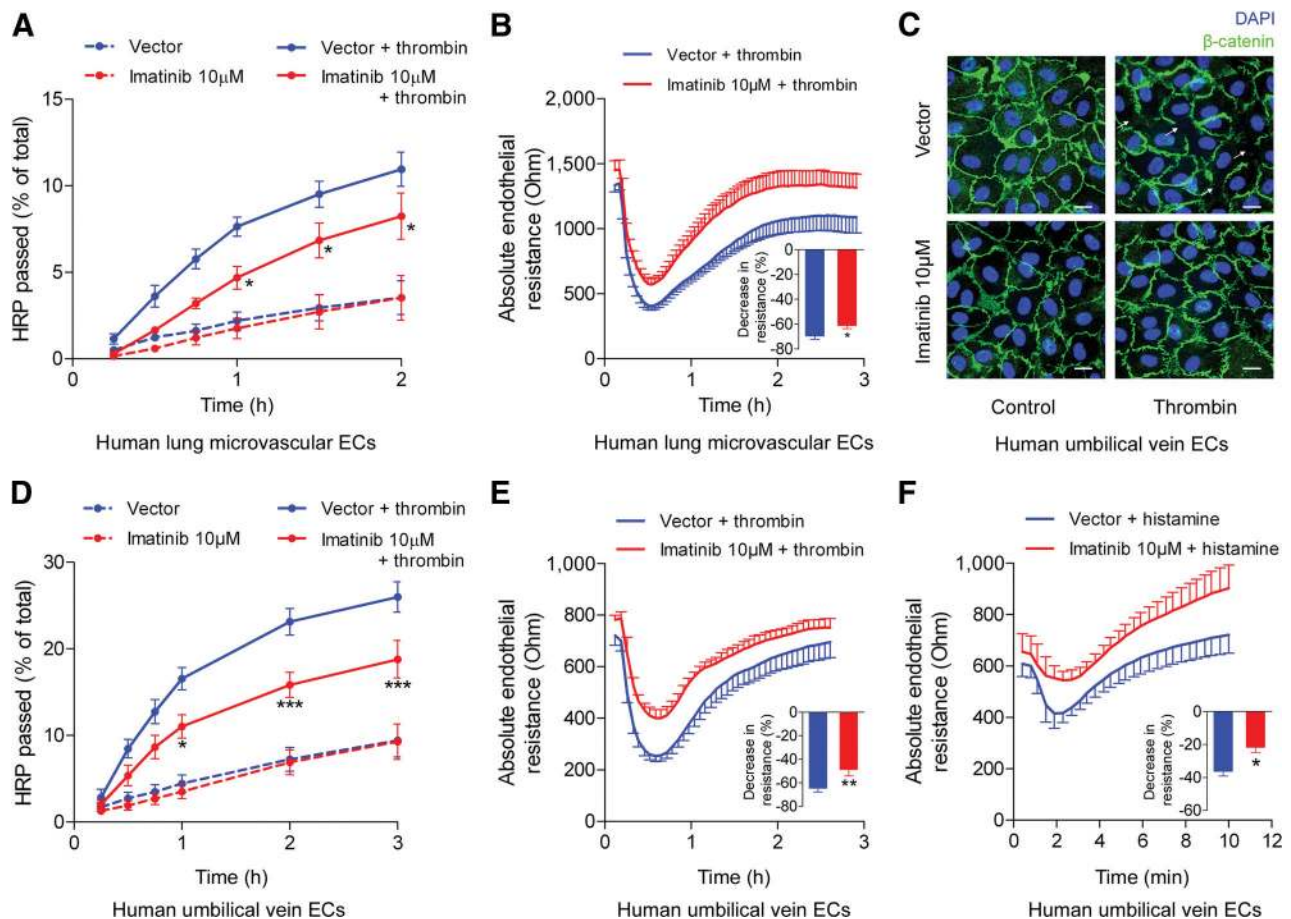 A
Vector
Vector + thrombin
Imatinib 10μM
Imatinib 10μM
+ thrombin
HRP passed (% of total)
15
10
5
0
0
1
2
*
*
*
Time (h)
Human lung microvascular ECs
B
Vector + thrombin
Imatinib 10μM + thrombin
Absolute endothelial
resistance (Ohm)
2,000
1,500
1000
500
0
0
1
2
3
Decrease in
resistance (%)
0
-20
-40
-60
-80
*
Time (h)
Human lung microvascular ECs
C
DAPI
β-catenin
Vector
Imatinib 10μM
Control
Thrombin
Human umbilical vein ECs
D
Vector
Vector + thrombin
Imatinib 10μM
Imatinib 10μM
+ thrombin
HRP passed (% of total)
30
20
10
0
0
1
2
3
*
***
***
Time (h)
Human umbilical vein ECs
E
Vector + thrombin
Imatinib 10μM + thrombin
Absolute endothelial
resistance (Ohm)
1,000
800
600
400
200
0
0
1
2
3
Decrease in
resistance (%)
0
-20
-40
-60
-80
**
Time (h)
Human umbilical vein ECs
F
Vector + histamine
Imatinib 10μM + histamine
Absolute endothelial
resistance (Ohm)
1,000
800
600
400
200
0
0
2
4
6
8
10
12
Decrease in
resistance (%)
0
-20
-40
-60
*
Time (min)
Human umbilical vein ECs